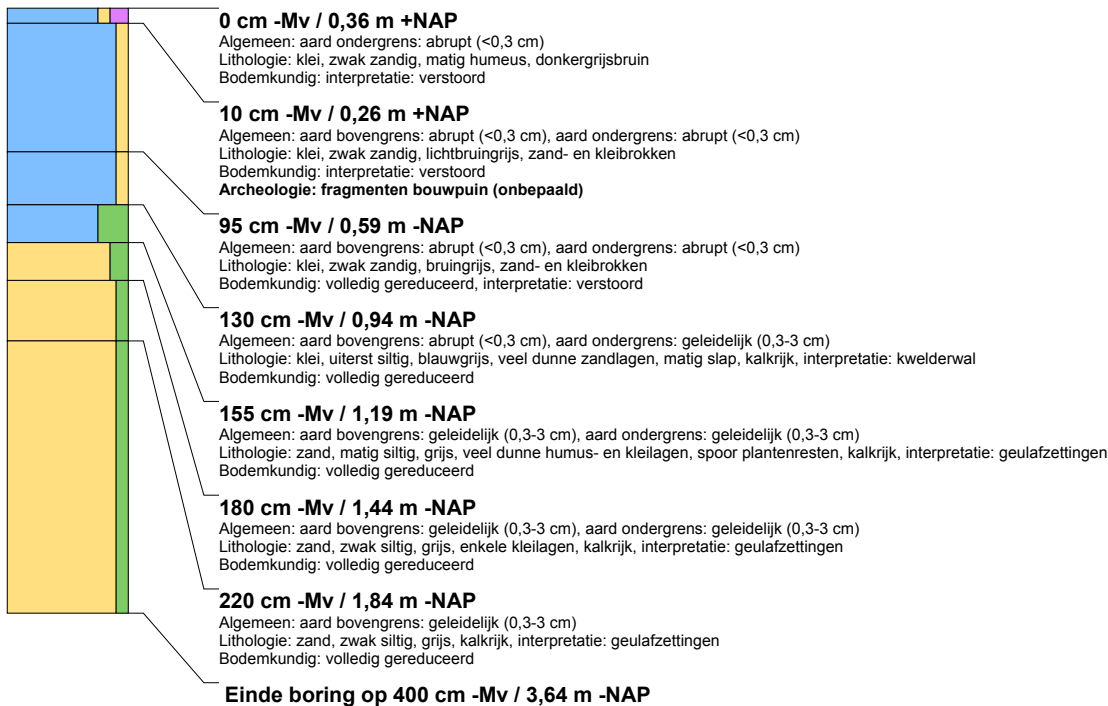 0 cm -Mv / 0,36 m +NAP
Algemeen: aard ondergrens: abrupt (<0,3 cm)
Lithologie: klei, zwak zandig, matig humeus, donkergrijsbruin
Bodemkundig: interpretatie: verstoord
10 cm -Mv / 0,26 m +NAP
Algemeen: aard bovengrens: abrupt (<0,3 cm), aard ondergrens: abrupt (<0,3 cm)
Lithologie: klei, zwak zandig, lichtbruingrijs, zand- en kleibrokken
Bodemkundig: interpretatie: verstoord
Archeologie: fragmenten bouwpuin (onbepaald)
95 cm -Mv / 0,59 m -NAP
Algemeen: aard bovengrens: abrupt (<0,3 cm), aard ondergrens: abrupt (<0,3 cm)
Lithologie: klei, zwak zandig, bruingrijs, zand- en kleibrokken
Bodemkundig: volledig gereduceerd, interpretatie: verstoord
130 cm -Mv / 0,94 m -NAP
Algemeen: aard bovengrens: abrupt (<0,3 cm), aard ondergrens: geleidelijk (0,3-3 cm)
Lithologie: klei, uiterst siltig, blauwgrijs, veel dunne zandlagen, matig slap, kalkrijk, interpretatie: kwelderwal
Bodemkundig: volledig gereduceerd
155 cm -Mv / 1,19 m -NAP
Algemeen: aard bovengrens: geleidelijk (0,3-3 cm), aard ondergrens: geleidelijk (0,3-3 cm)
Lithologie: zand, matig siltig, grijs, veel dunne humus- en kleilagen, spoor plantenresten, kalkrijk, interpretatie: geulafzettingen
Bodemkundig: volledig gereduceerd
180 cm -Mv / 1,44 m -NAP
Algemeen: aard bovengrens: geleidelijk (0,3-3 cm), aard ondergrens: geleidelijk (0,3-3 cm)
Lithologie: zand, zwak siltig, grijs, enkele kleilagen, kalkrijk, interpretatie: geulafzettingen
Bodemkundig: volledig gereduceerd
220 cm -Mv / 1,84 m -NAP
Algemeen: aard bovengrens: geleidelijk (0,3-3 cm)
Lithologie: zand, zwak siltig, grijs, kalkrijk, interpretatie: geulafzettingen
Bodemkundig: volledig gereduceerd
Einde boring op 400 cm -Mv / 3,64 m -NAP